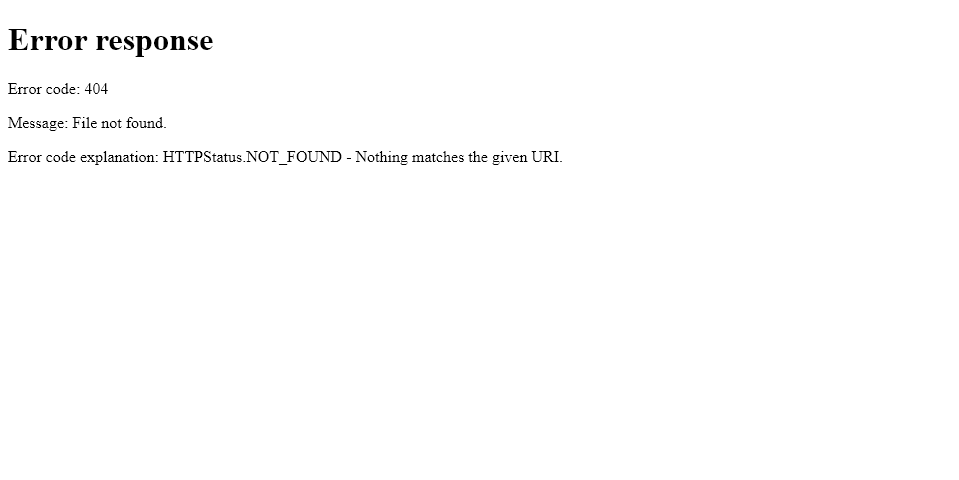 Error response
Error code: 404
Message: File not found.
Error code explanation: HTTPStatus.NOT_FOUND - Nothing matches the given URI.